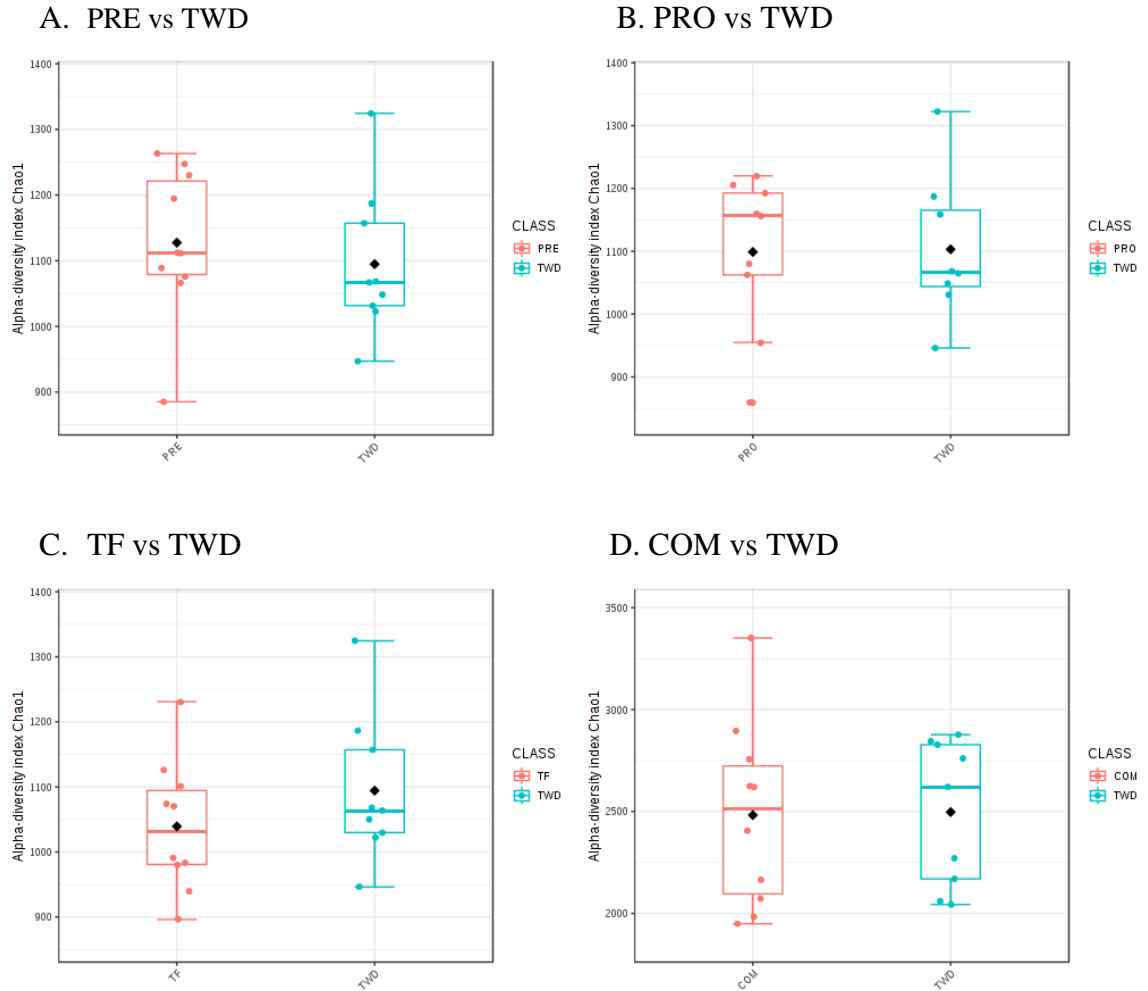 A. PRE vs TWD
1400
1300
1200
1100
1000
900
Alpha-diversity index Chao1
PRE
TWD
CLASS
PRE
TWD
B. PRO vs TWD
1400
1300
1200
1100
1000
900
Alpha-diversity index Chao1
PRO
TWD
CLASS
PRO
TWD
C. TF vs TWD
1400
1300
1200
1100
1000
900
Alpha-diversity index Chao1
TF
TWD
CLASS
TF
TWD
D. COM vs TWD
3500
3000
2500
2000
Alpha-diversity index Chao1
COM
TWD
CLASS
COM
TWD